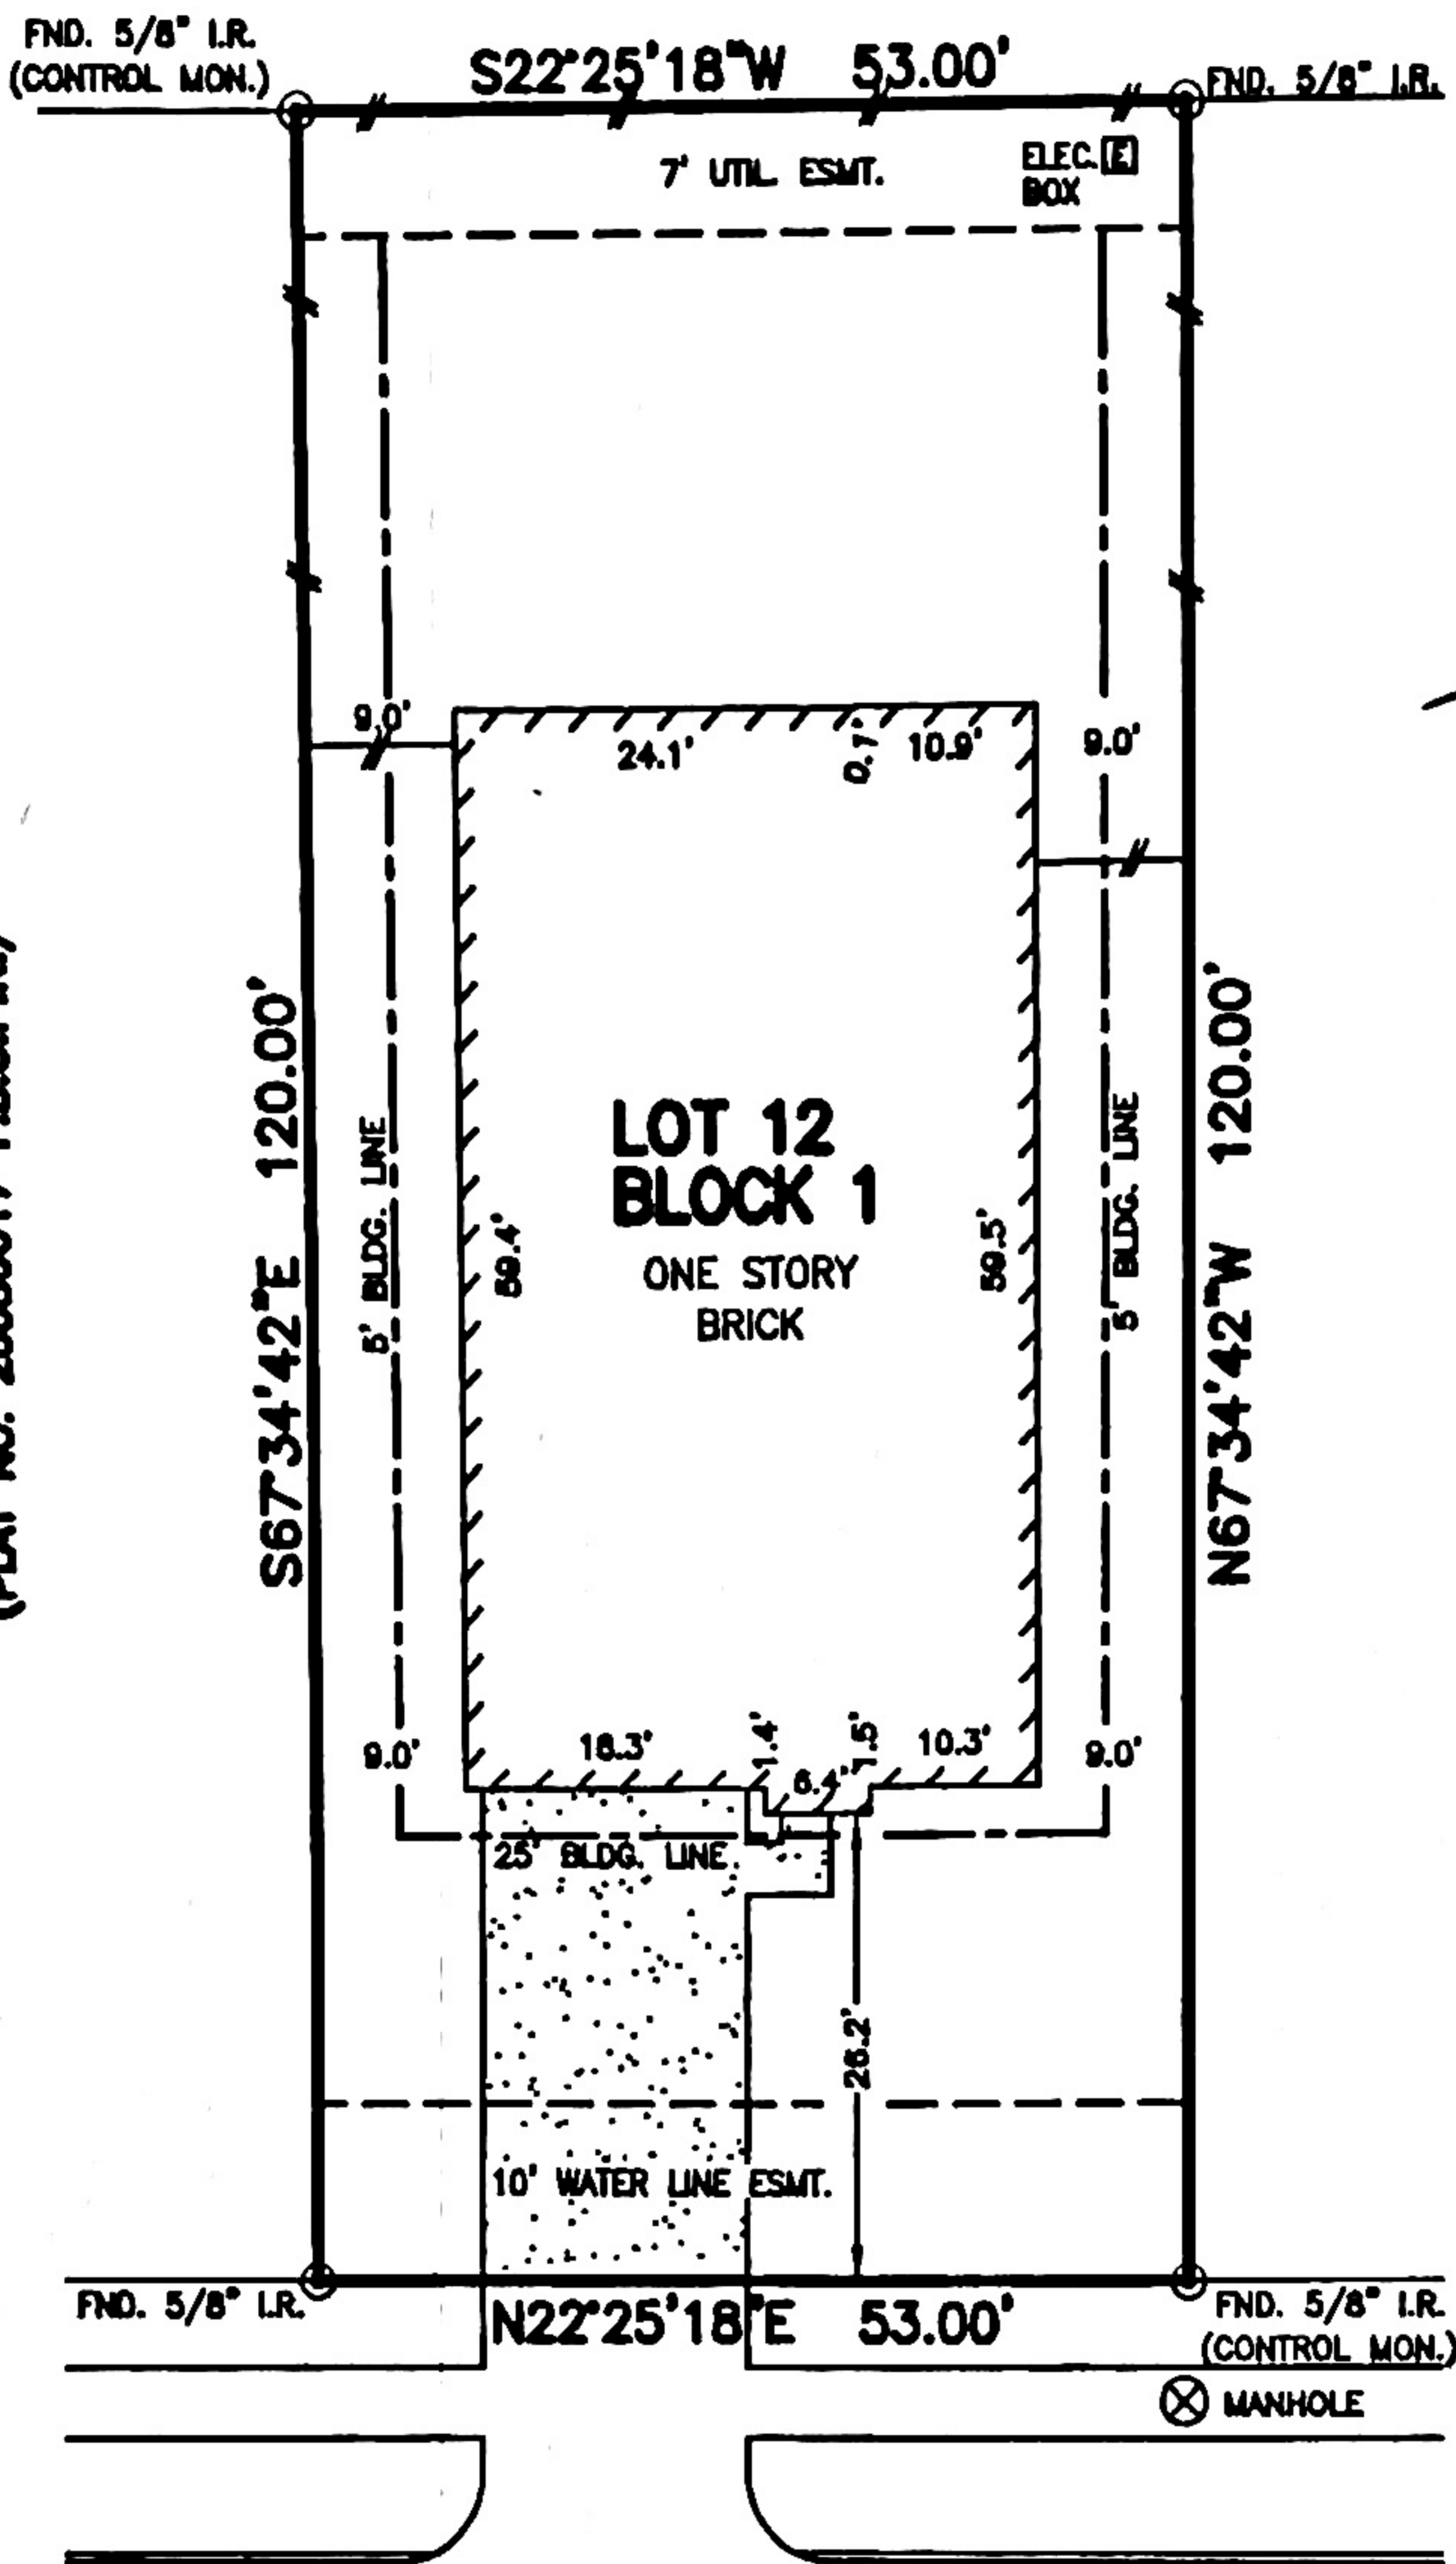 FND. 5/8" I.R.
(CONTROL MON.)
S22°25'18"W 53.00'
FND. 5/8" I.R.
7' UTIL ESMT.
ELEC. E
BOX
9.0'
24.1'
0.1'
10.9'
9.0'
S67°34'42"E 120.00'
5' BLDG. LINE
59.4'
LOT 12
BLOCK 1
ONE STORY
BRICK
59.5'
5' BLDG. LINE
N67°34'42"W 120.00'
(PLAT NO.
9.0'
18.3'
1.4'
6.4'
1.5'
10.3'
9.0'
25' BLDG. LINE
26.2'
10' WATER LINE ESMT.
FND. 5/8" I.R.
N22°25'18"E 53.00'
FND. 5/8" I.R.
(CONTROL MON.)
MANHOLE